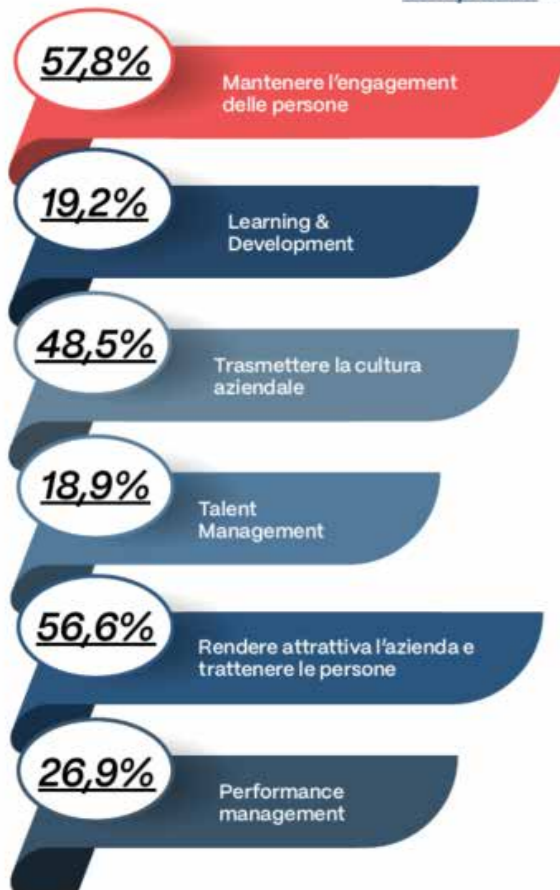 57,8%
Mantenere l'engagement
delle persone
19,2%
Learning &
Development
48,5%
Trasmettere la cultura
aziendale
18,9%
Talent
Management
56,6%
Rendere attrattiva l'azienda e
trattenere le persone
26,9%
Performance
management